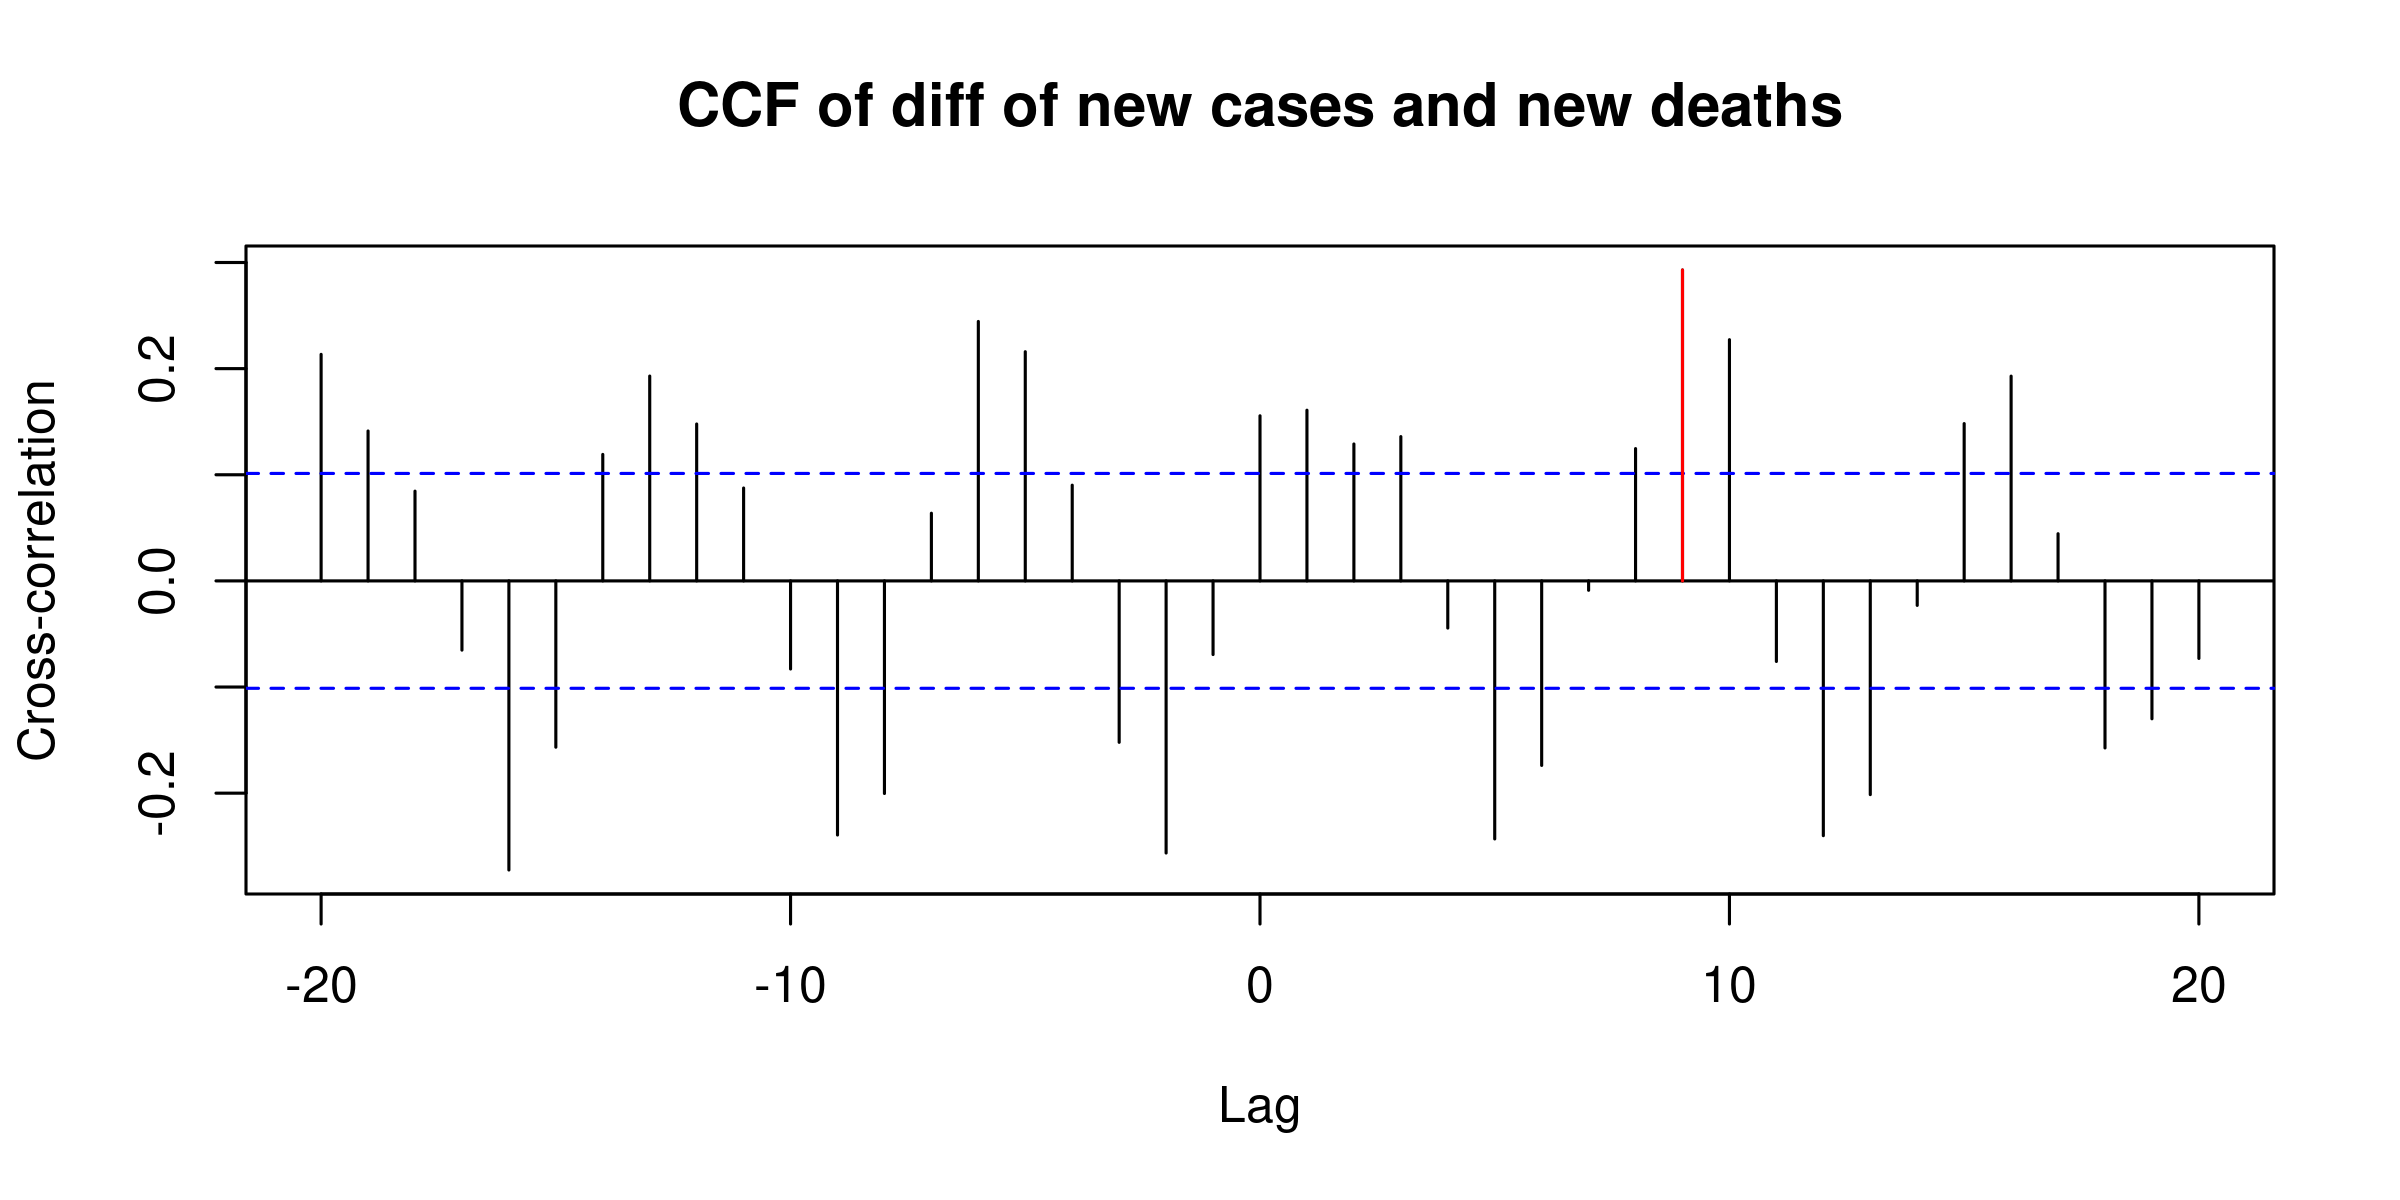 CCF of diff of new cases and new deaths
Cross-correlation
0.2
0.0
-0.2
-20 -10 0 10 20
Lag